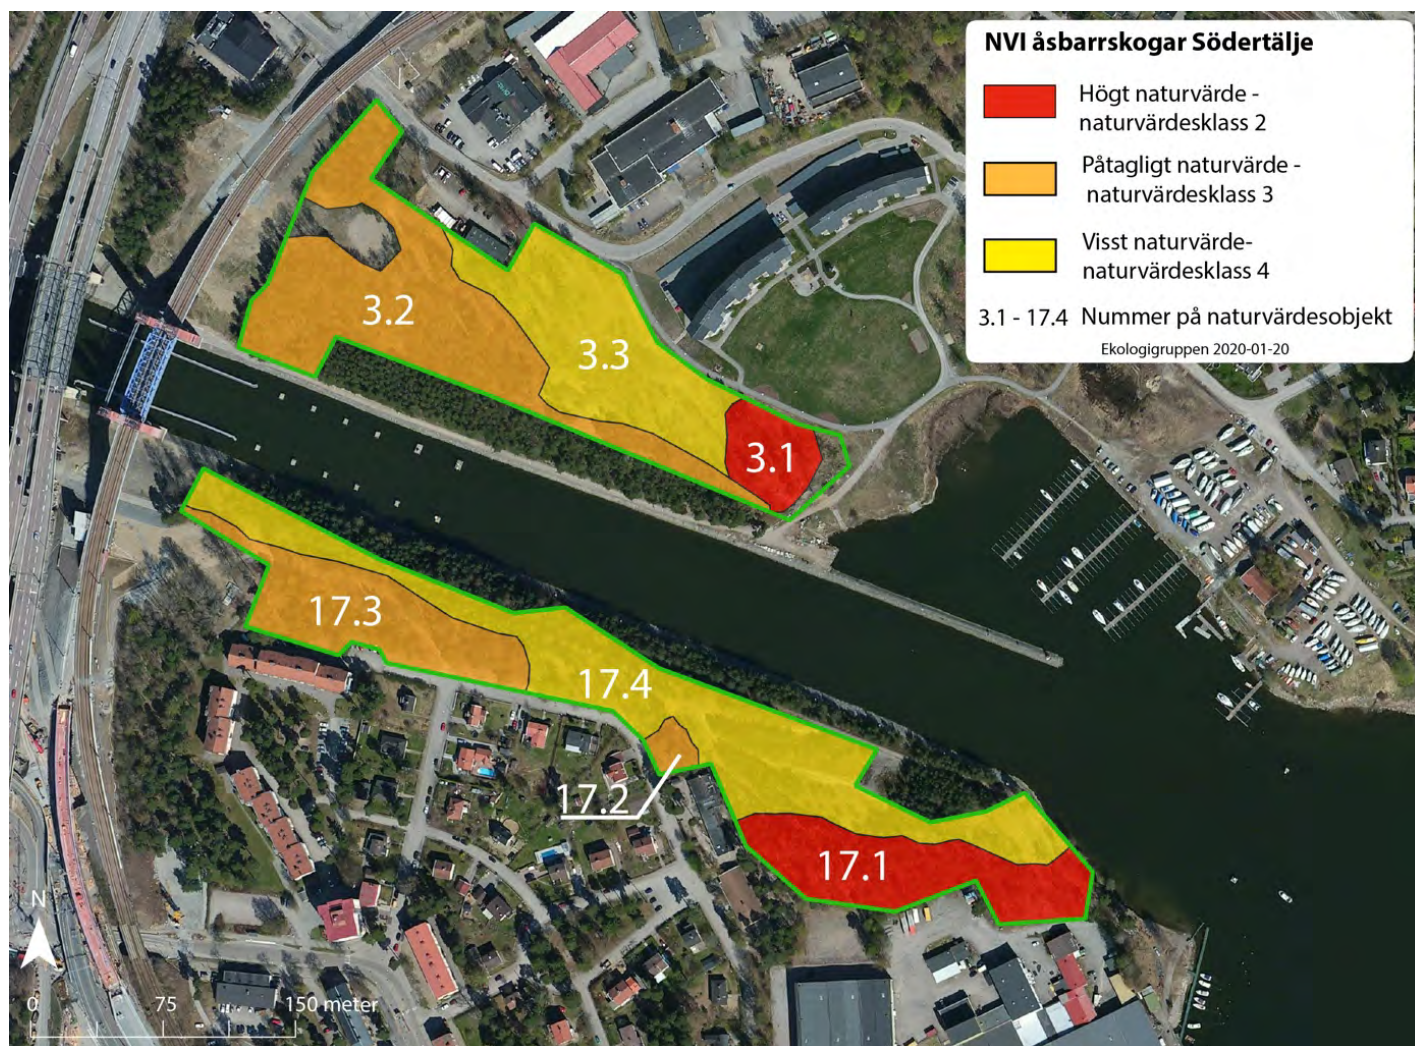 NVI åsbarrskogar Södertälje
Högt naturvärde -
naturvärdesklass 2
Påtagligt naturvärde -
naturvärdesklass 3
Visst naturvärde-
naturvärdesklass 4
3.1 - 17.4 Nummer på naturvärdesobjekt
Ekologigruppen 2020-01-20
3.2
3.3
3.1
17.3
17.4
17.2
17.1
N
0 75 150 meter